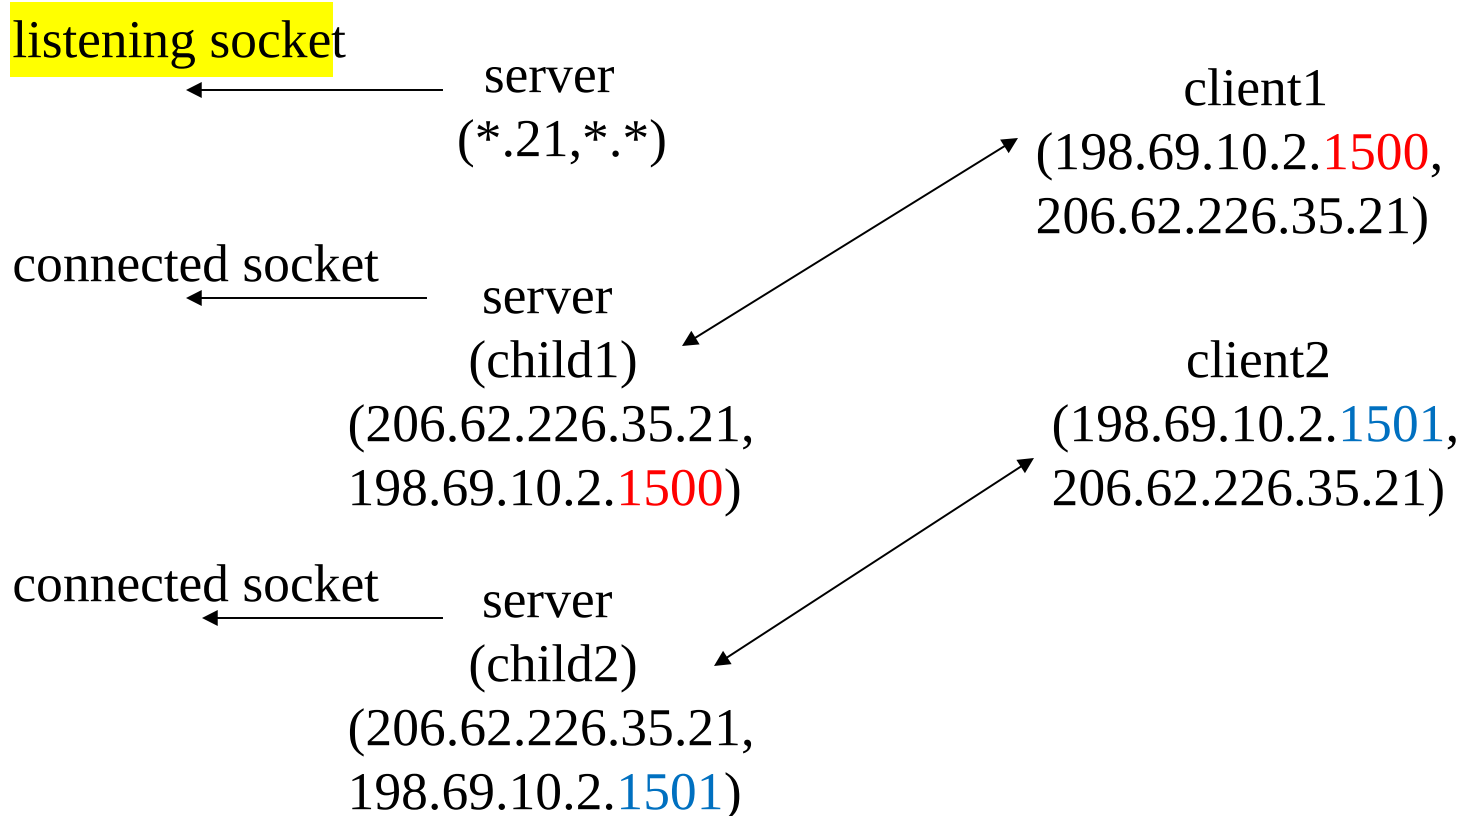 listening socket
server
(*.21,*.*)
client1
(198.69.10.2.1500,
206.62.226.35.21)
connected socket
server
(child1)
(206.62.226.35.21,
198.69.10.2.1500)
client2
(198.69.10.2.1501,
206.62.226.35.21)
connected socket
server
(child2)
(206.62.226.35.21,
198.69.10.2.1501)